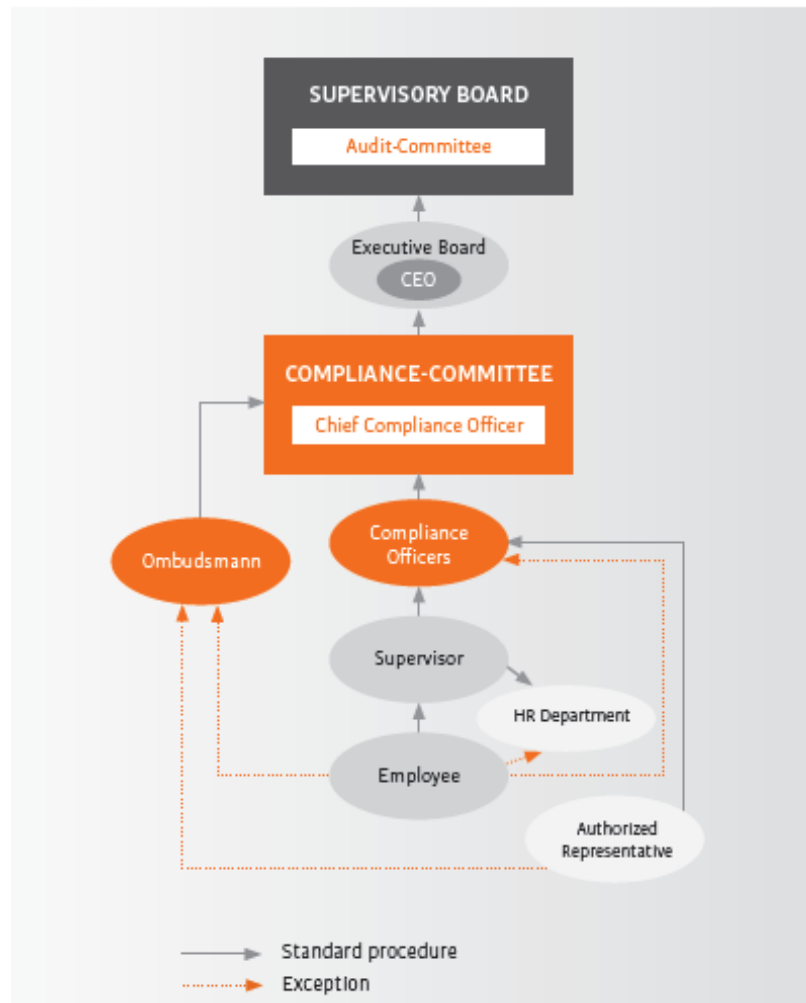 SUPERVISORY BOARD
Audit-Committee
Executive Board
CEO
COMPLIANCE-COMMITTEE
Chief Compliance Officer
Compliance
Officers
Ombudsmann
Supervisor
HR Department
Employee
Authorized
Representative
Standard procedure
Exception